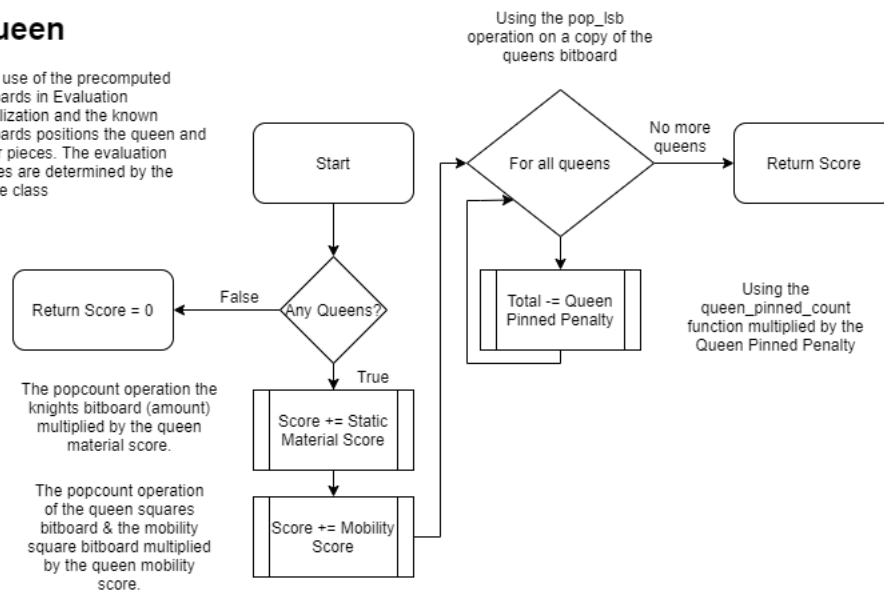 ueen
use of the precomputed
ards in Evaluation
lization and the known
ards positions the queen and
r pieces. The evaluation
es are determined by the
e class
Using the pop_lsb
operation on a copy of the
queens bitboard
Start
For all queens
No more
queens
Return Score
Return Score = 0
False
Any Queens?
True
Total -= Queen
Pinned Penalty
Using the
queen_pinned_count
function multiplied by the
Queen Pinned Penalty
The popcount operation the
knights bitboard (amount)
multiplied by the queen
material score.
Score += Static
Material Score
The popcount operation
of the queen squares
bitboard & the mobility
square bitboard multiplied
by the queen mobility
score.
Score += Mobility
Score